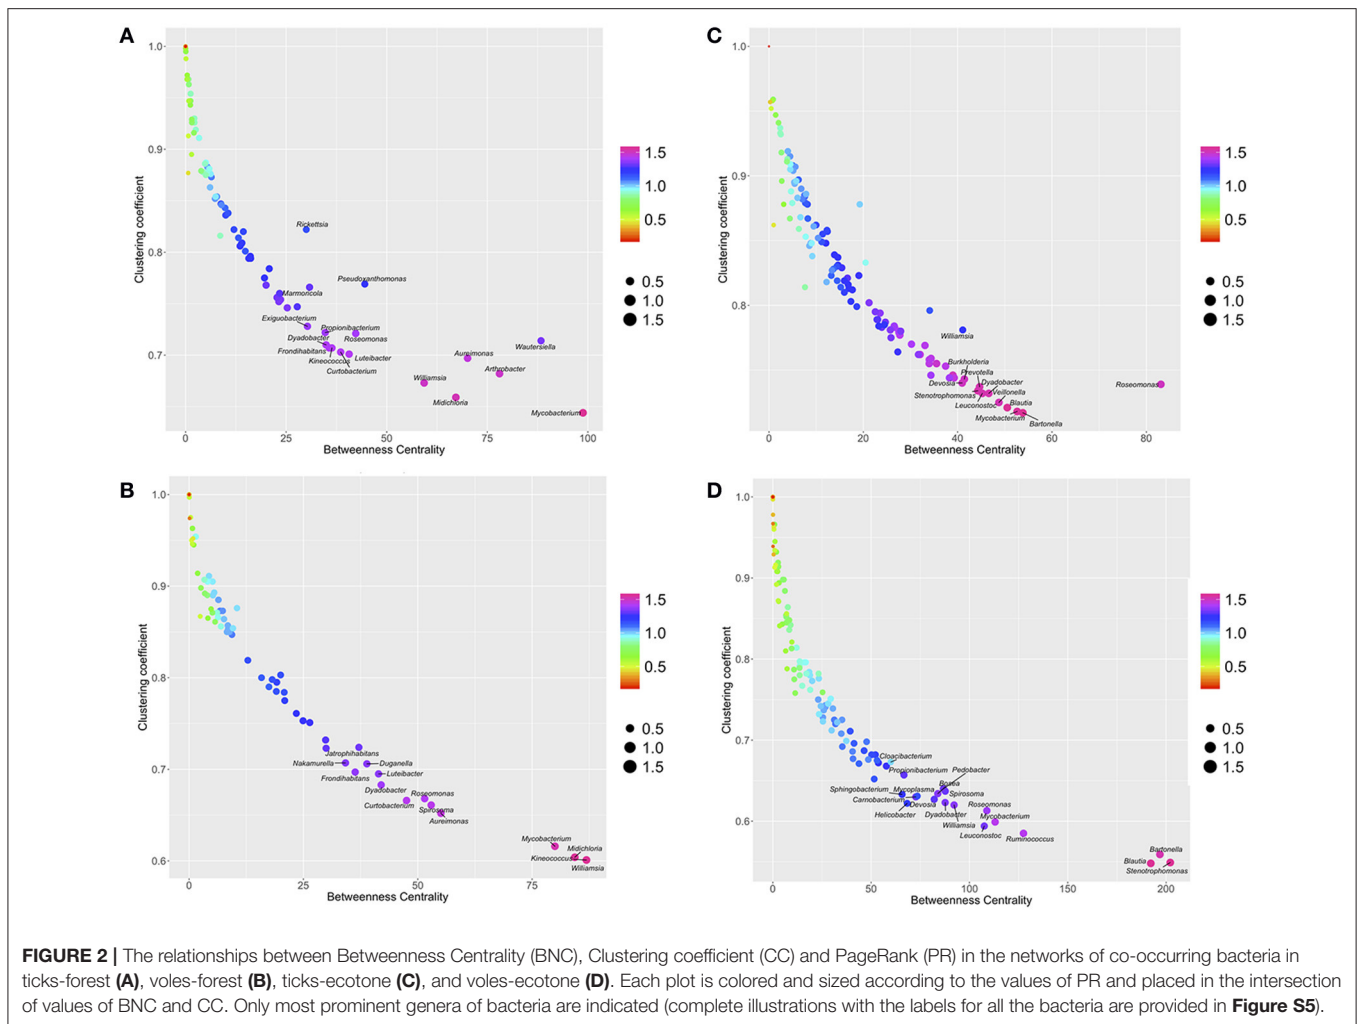 A
Clustering coefficient
1.0
0.9
0.8
0.7
Rickettsia
Pseudoxanthomonas
Marmoricola
Exiguobacterium
Propionibacterium
Dyadobacter
Roseomonas
Frondihabitans
Luteibacter
Kineococcus
Curtobacterium
Aureimonas
Wautersiella
Arthrobacter
Williamsia
Midichloria
Mycobacterium
0 25 50 75 100
Betweenness Centrality
1.5
1.0
0.5
0.5
1.0
1.5
C
Clustering coefficient
1.0
0.9
0.8
Williamsia
Burkholderia
Prevotella
Devosia
Dyadobacter
Stenotrophomonas
Veillonella
Leuconostoc
Blautia
Mycobacterium
Bartonella
Roseomonas
0 20 40 60 80
Betweenness Centrality
1.5
1.0
0.5
0.5
1.0
1.5
B
Clustering coefficient
1.0
0.9
0.8
0.7
0.6
Jatrophihabitans
Nakamurella
Duganella
Frondihabitans
Luteibacter
Dyadobacter
Roseomonas
Curtobacterium
Spirosoma
Aureimonas
Mycobacterium
Midichloria
Kineococcus
Williamsia
0 25 50 75
Betweenness Centrality
1.5
1.0
0.5
0.5
1.0
1.5
D
Clustering coefficient
1.0
0.9
0.8
0.7
0.6
Cloacibacterium
Propionibacterium
Pedobacter
Bosea
Sphingobacterium
Mycoplasma
Spirosoma
Carnobacterium
Devosia
Roseomonas
Helicobacter
Dyadobacter
Mycobacterium
Williamsia
Leuconostoc
Ruminococcus
Bartonella
Blautia
Stenotrophomonas
0 50 100 150 200
Betweenness Centrality
1.5
1.0
0.5
0.5
1.0
1.5
FIGURE 2 | The relationships between Betweenness Centrality (BNC), Clustering coefficient (CC) and PageRank (PR) in the networks of co-occurring bacteria in
ticks-forest (A), voles-forest (B), ticks-ecotone (C), and voles-ecotone (D). Each plot is colored and sized according to the values of PR and placed in the intersection
of values of BNC and CC. Only most prominent genera of bacteria are indicated (complete illustrations with the labels for all the bacteria are provided in Figure S5).